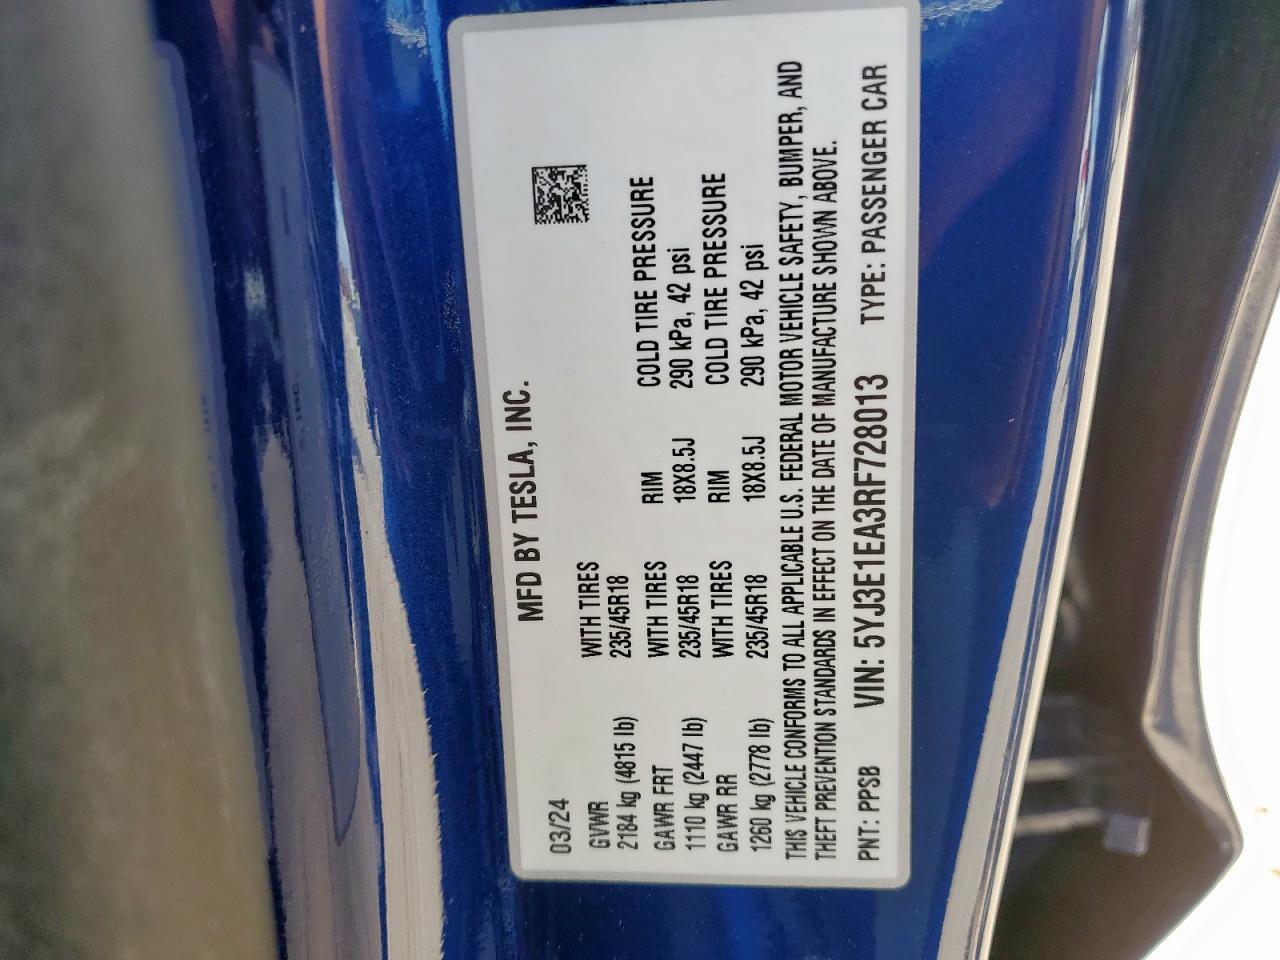 MFD BY TESLA, INC.
03/24
GVWR WITH TIRES
2184 kg (4815 lb) 235/45R18
GAWR FRT WITH TIRES RIM COLD TIRE PRESSURE
1110 kg (2447 lb) 235/45R18 18X8.5J 290 kPa, 42 psi
GAWR RR WITH TIRES RIM COLD TIRE PRESSURE
1260 kg (2778 lb) 235/45R18 18X8.5J 290 kPa, 42 psi
THIS VEHICLE CONFORMS TO ALL APPLICABLE U.S. FEDERAL MOTOR VEHICLE SAFETY, BUMPER, AND
THEFT PREVENTION STANDARDS IN EFFECT ON THE DATE OF MANUFACTURE SHOWN ABOVE.
PNT: PPSB VIN: 5YJ3E1EA3RF728013 TYPE: PASSENGER CAR